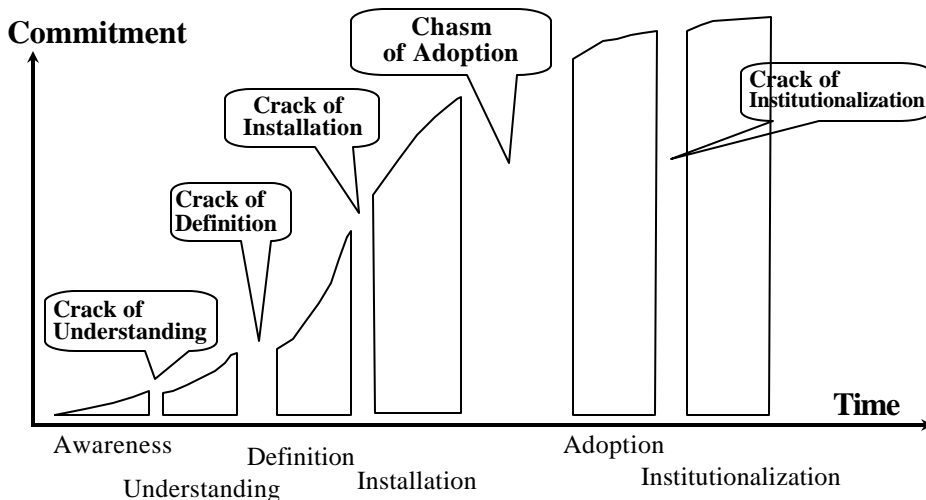 Commitment
Chasm
of Adoption
Crack of
Institutionalization
Crack of
Installation
Crack of
Definition
Crack of
Understanding
Time
Awareness
Understanding
Definition
Installation
Adoption
Institutionalization